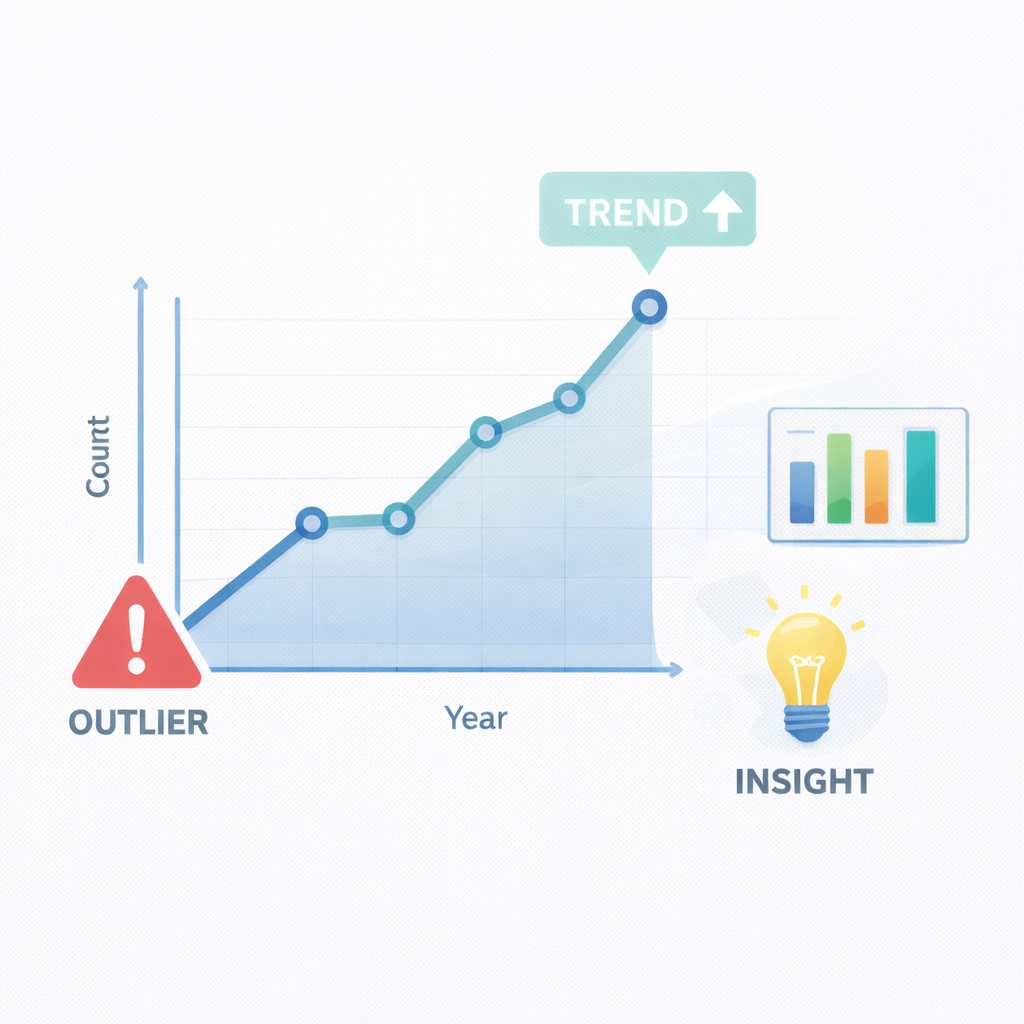 TREND
Count
OUTLIER
Year
INSIGHT